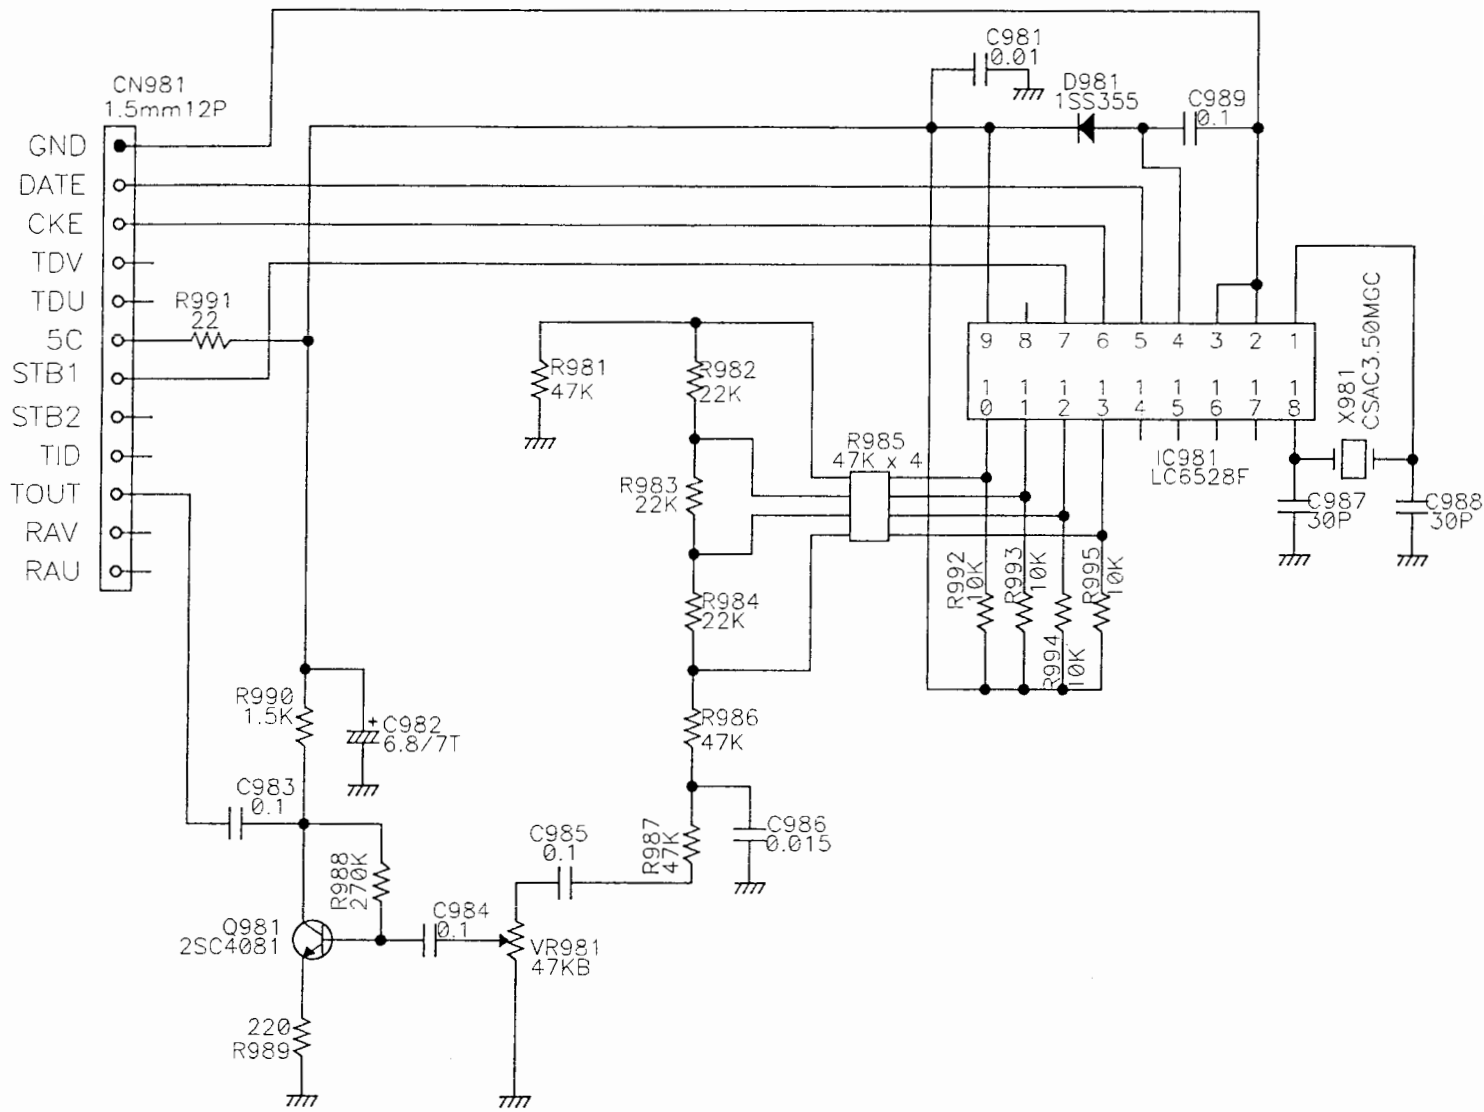 C981
0.01
D981
1SS355
C989
0.1
CN981
1.5mm12P
GND
DATE
CKE
TDV
TDU
5C
STB1
STB2
TID
TOUT
RAV
RAU
R991
22
R981
47K
R982
22K
R983
22K
R984
22K
R985
47K x 4
9 8 7 6 5 4 3 2 1
1 1 1 1 1 1 1 1 1
0 1 2 3 4 5 6 7 8
IC981
LC6528F
X981
CSAC3.50MGC
C987
30P
C988
30P
R992
10K
R993
10K
R994
10K
R995
10K
R990
1.5K
+
C982
6.8/7T
R986
47K
C983
0.1
R987
47K
C986
0.015
C985
0.1
R988
270K
C984
0.1
Q981
2SC4081
VR981
47KB
220
R989